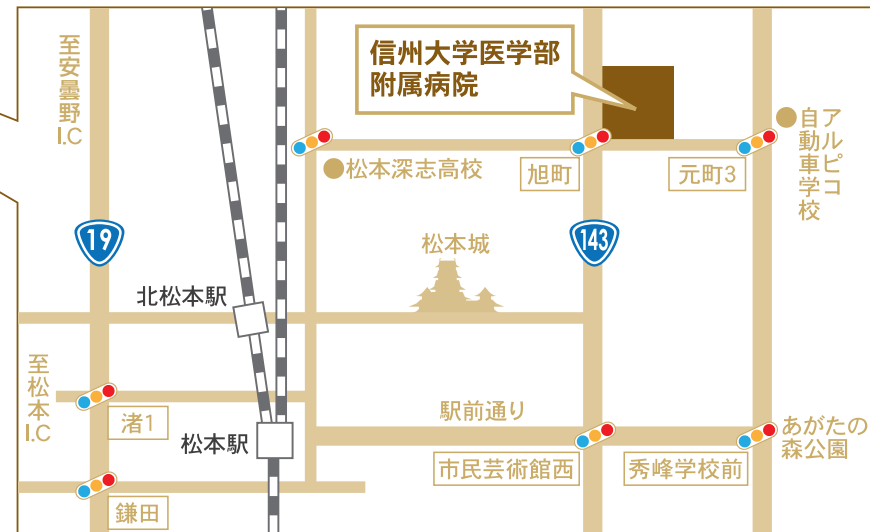 至安曇野I.C
信州大学医学部
附属病院
アルピコ
自動車学校
松本深志高校
旭町
元町3
19
143
松本城
北松本駅
至松本I.C
渚1
駅前通り
松本駅
市民芸術館西
秀峰学校前
あがたの
森公園
鎌田